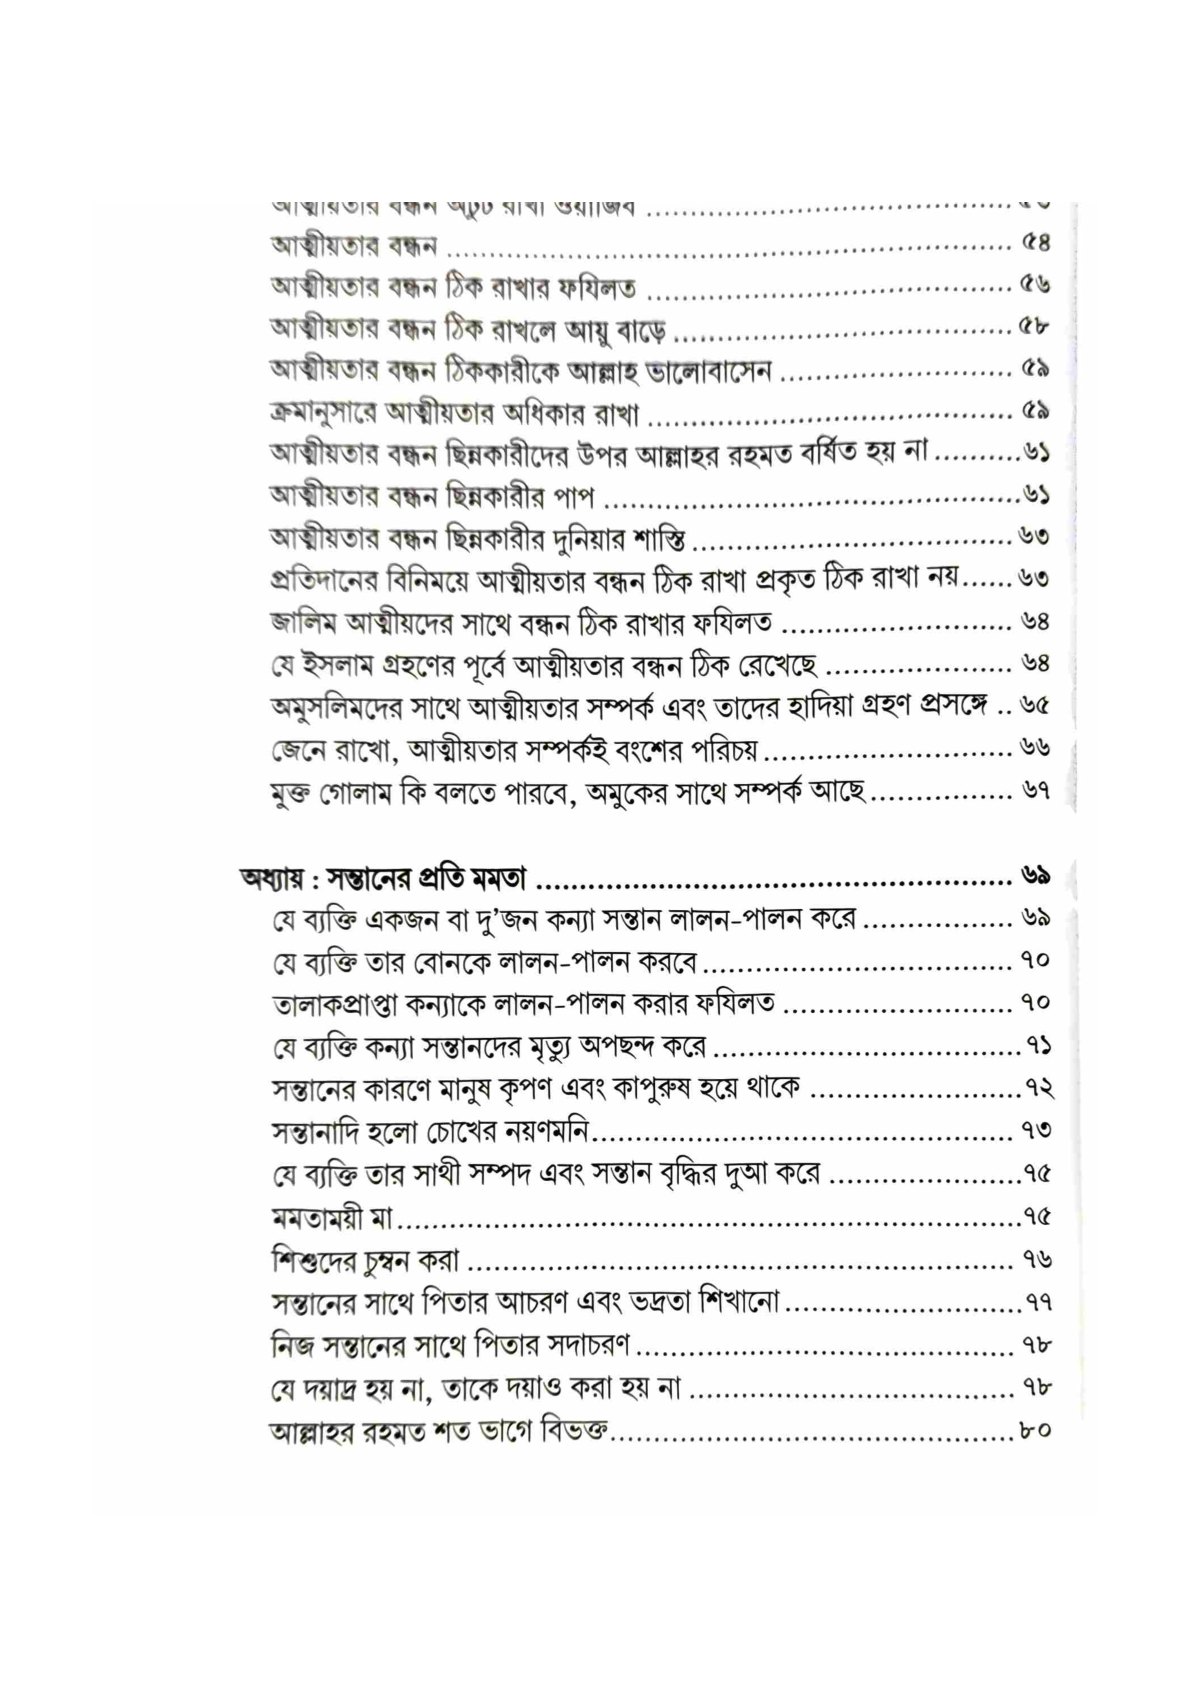 আত্মীয়তার বন্ধন অটুট রাখা ওয়াজিব ........................................
আত্মীয়তার বন্ধন ........................................ ৫৪
আত্মীয়তার বন্ধন ঠিক রাখার ফযিলত ........................................ ৫৬
আত্মীয়তার বন্ধন ঠিক রাখলে আয়ু বাড়ে ........................................ ৫৮
আত্মীয়তার বন্ধন ঠিককারীকে আল্লাহ ভালোবাসেন .............................. ৫৯
ক্রমানুসারে আত্মীয়তার অধিকার রাখা ........................................ ৫৯
আত্মীয়তার বন্ধন ছিন্নকারীদের উপর আল্লাহর রহমত বর্ষিত হয় না ..........৬১
আত্মীয়তার বন্ধন ছিন্নকারীর পাপ ........................................৬১
আত্মীয়তার বন্ধন ছিন্নকারীর দুনিয়ার শাস্তি ........................................ ৬৩
প্রতিদানের বিনিময়ে আত্মীয়তার বন্ধন ঠিক রাখা প্রকৃত ঠিক রাখা নয়...... ৬৩
জালিম আত্মীয়দের সাথে বন্ধন ঠিক রাখার ফযিলত .............................. ৬৪
যে ইসলাম গ্রহণের পূর্বে আত্মীয়তার বন্ধন ঠিক রেখেছে ........................ ৬৪
অমুসলিমদের সাথে আত্মীয়তার সম্পর্ক এবং তাদের হাদিয়া গ্রহণ প্রসঙ্গে .. ৬৫
জেনে রাখো, আত্মীয়তার সম্পর্কই বংশের পরিচয় .............................. ৬৬
মুক্ত গোলাম কি বলতে পারবে, অমুকের সাথে সম্পর্ক আছে ................. ৬৭
অধ্যায় : সন্তানের প্রতি মমতা ........................................ ৬৯
যে ব্যক্তি একজন বা দু’জন কন্যা সন্তান লালন-পালন করে .................. ৬৯
যে ব্যক্তি তার বোনকে লালন-পালন করবে ........................................ ৭০
তালাকপ্রাপ্তা কন্যাকে লালন-পালন করার ফযিলত .............................. ৭০
যে ব্যক্তি কন্যা সন্তানদের মৃত্যু অপছন্দ করে ........................................৭১
সন্তানের কারণে মানুষ কৃপণ এবং কাপুরুষ হয়ে থাকে ..........................৭২
সন্তানাদি হলো চোখের নয়ণমনি........................................ ৭৩
যে ব্যক্তি তার সাথী সম্পদ এবং সন্তান বৃদ্ধির দুআ করে ........................৭৫
মমতাময়ী মা........................................৭৫
শিশুদের চুম্বন করা ........................................ ৭৬
সন্তানের সাথে পিতার আচরণ এবং ভদ্রতা শিখানো..............................৭৭
নিজ সন্তানের সাথে পিতার সদাচরণ ........................................ ৭৮
যে দয়াদ্র হয় না, তাকে দয়াও করা হয় না ........................................ ৭৮
আল্লাহর রহমত শত ভাগে বিভক্ত........................................৮০